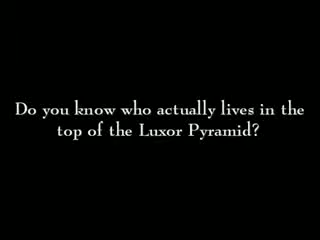 Do you know who actually lives in the
top of the Luxor Pyramid?